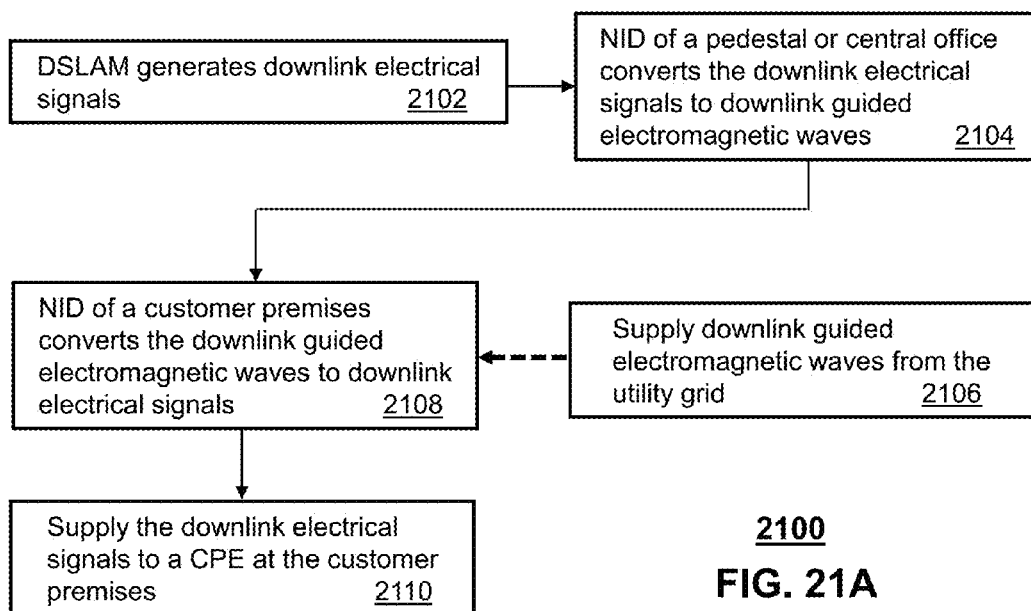 DSLAM generates downlink electrical
signals 2102
NID of a pedestal or central office
converts the downlink electrical
signals to downlink guided
electromagnetic waves 2104
NID of a customer premises
converts the downlink guided
electromagnetic waves to downlink
electrical signals 2108
Supply downlink guided
electromagnetic waves from the
utility grid 2106
Supply the downlink electrical
signals to a CPE at the customer
premises 2110
2100
FIG. 21A